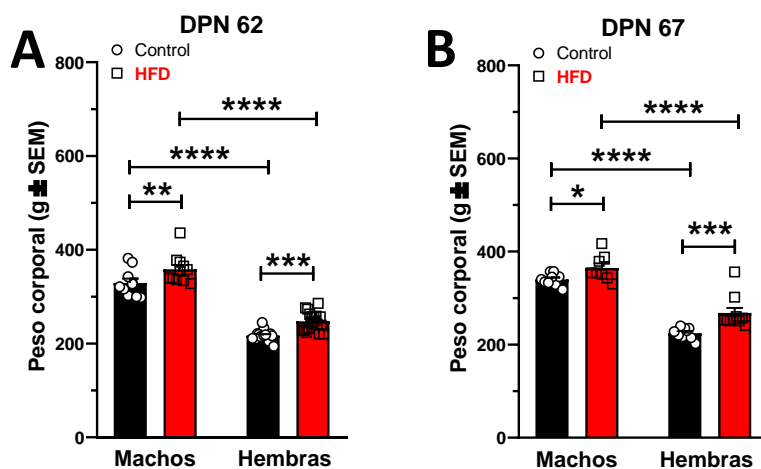 A
DPN 62
Control
HFD
Peso corporal (g ± SEM)
800
600
400
200
0
****
****
**
***
Machos
Hembras
B
DPN 67
Control
HFD
Peso corporal (g ± SEM)
800
600
400
200
0
****
****
*
***
Machos
Hembras